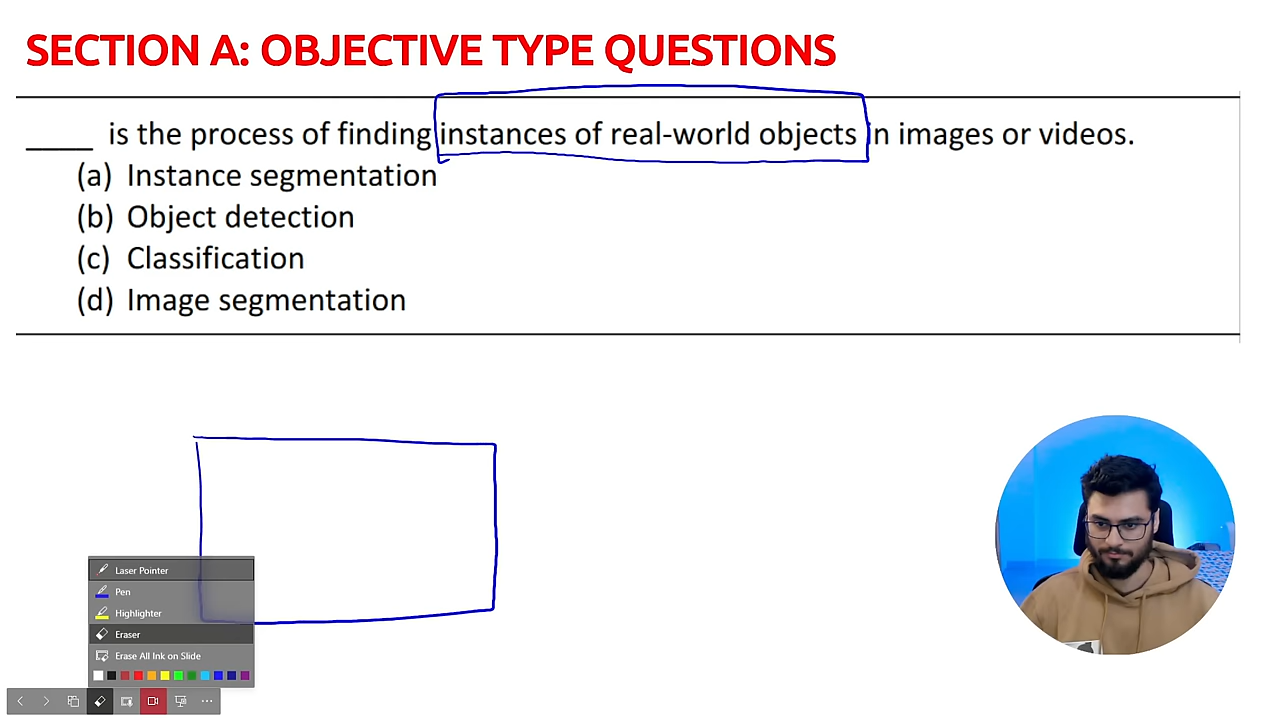 SECTION A: OBJECTIVE TYPE QUESTIONS
____ is the process of finding instances of real-world objects in images or videos.
(a) Instance segmentation
(b) Object detection
(c) Classification
(d) Image segmentation
Laser Pointer
Pen
Highlighter
Eraser
Erase All Ink on Slide